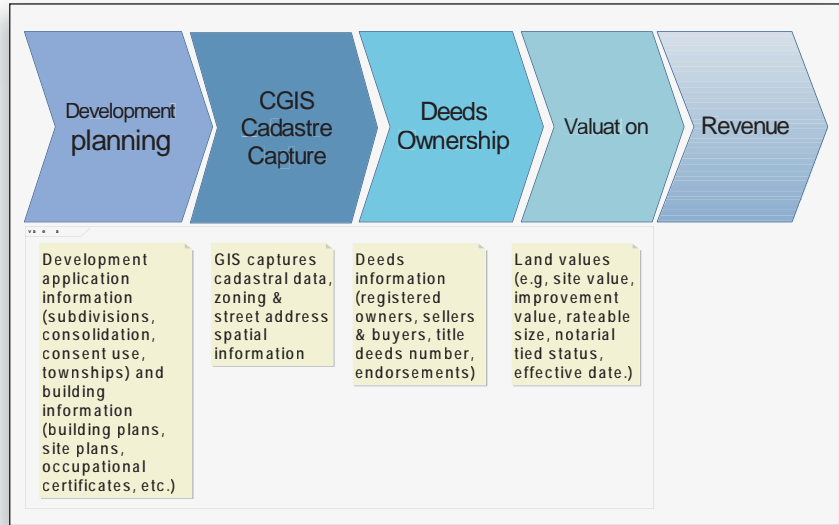 Development
planning
CGIS
Cadastre
Capture
Deeds
Ownership
Valuation
Revenue
Development
application
information
(subdivisions,
consolidation,
consent use,
townships) and
building
information
(building plans,
site plans,
occupational
certificates, etc.)
GIS captures
cadastral data,
zoning &
street address
spatial
information
Deeds
information
(registered
owners, sellers
& buyers, title
deeds number,
endorsements)
Land values
(e.g, site value,
improvement
value, rateable
size, notarial
tied status,
effective date.)